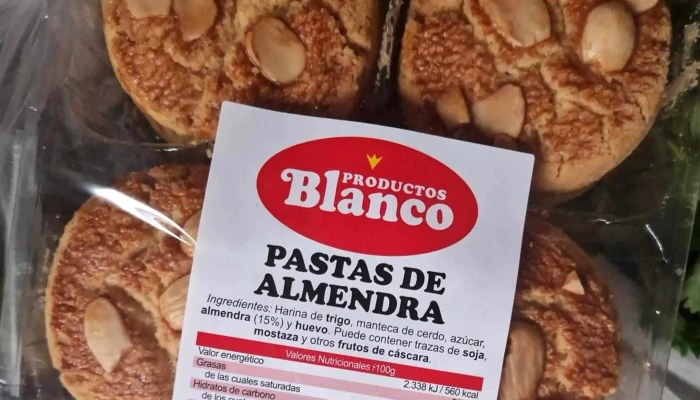 PRODUCTOS
Blanco
PASTAS DE
ALMENDRA
Ingredientes: Harina de trigo, manteca de cerdo, azúcar,
almendra (15%) y huevo. Puede contener trazas de soja,
mostaza y otros frutos de cáscara.
Valores Nutricionales x100g
Valor energético 2.338 kJ / 560 kcal
Grasas
de las cuales saturadas
Hidratos de carbono